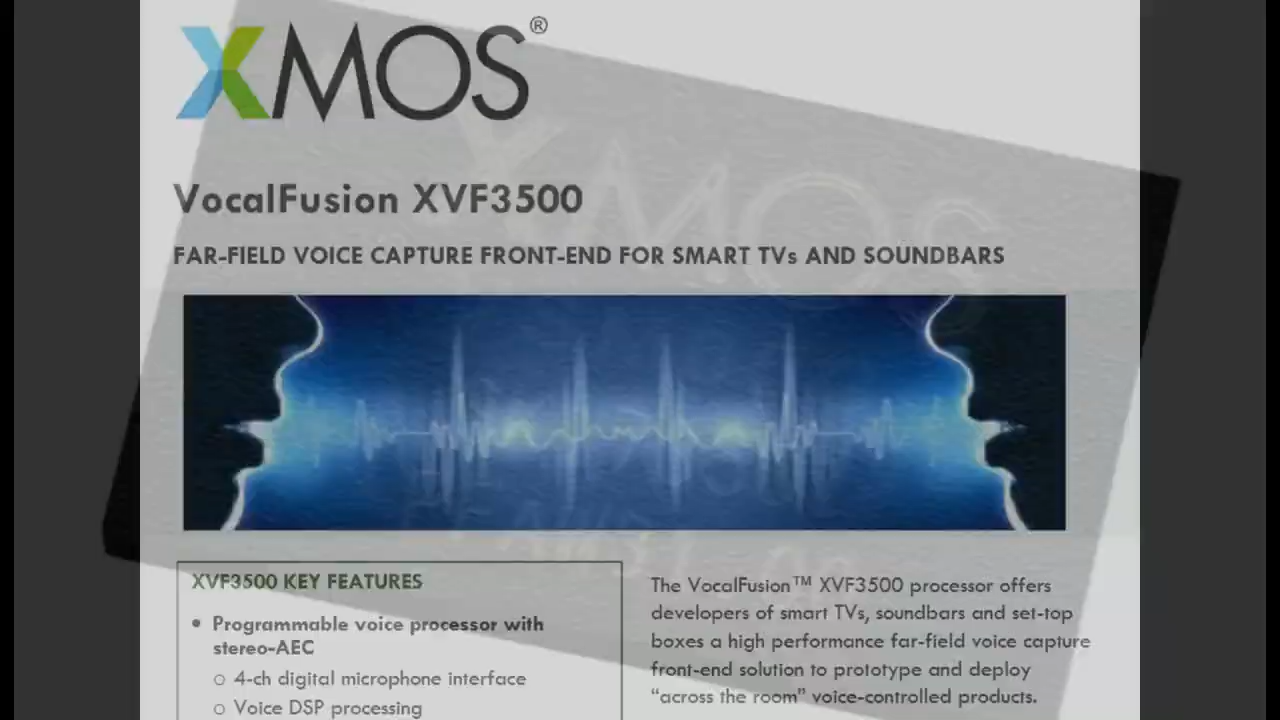 XMOS®
VocalFusion XVF3500
FAR-FIELD VOICE CAPTURE FRONT-END FOR SMART TVs AND SOUNDBARS
XVF3500 KEY FEATURES
• Programmable voice processor with
stereo-AEC
○ 4-ch digital microphone interface
○ Voice DSP processing
The VocalFusion™ XVF3500 processor offers
developers of smart TVs, soundbars and set-top
boxes a high performance far-field voice capture
front-end solution to prototype and deploy
“across the room” voice-controlled products.
XMOS